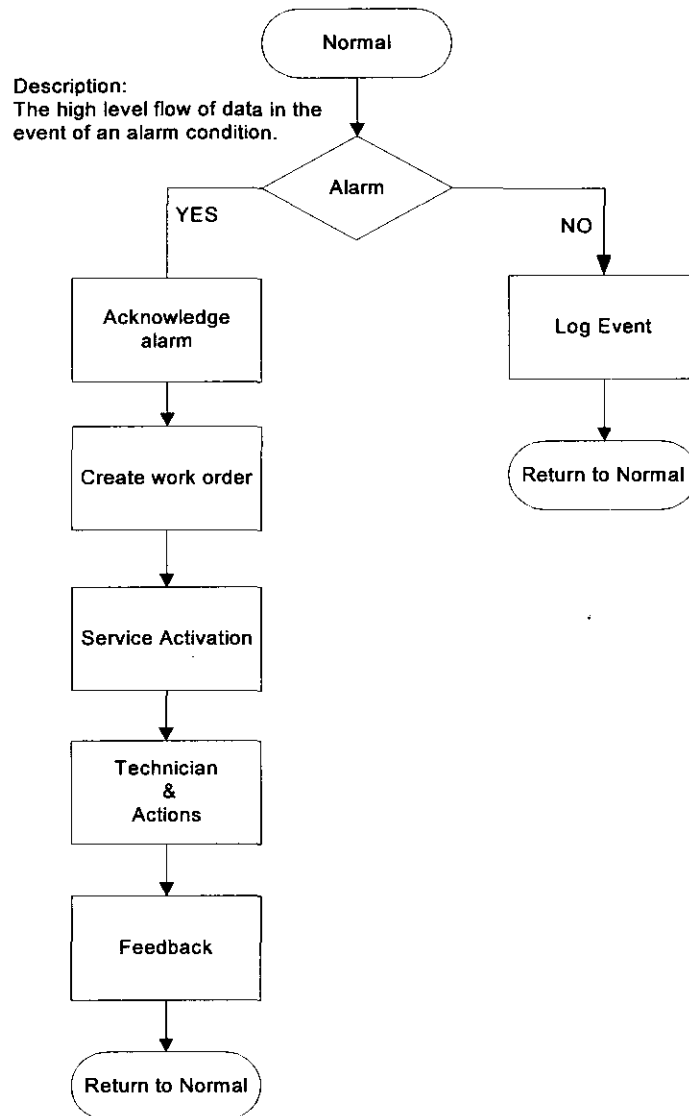 Normal
Description:
The high level flow of data in the
event of an alarm condition.
Alarm
YES
NO
Acknowledge
alarm
Log Event
Create work order
Return to Normal
Service Activation
Technician
&
Actions
Feedback
Return to Normal